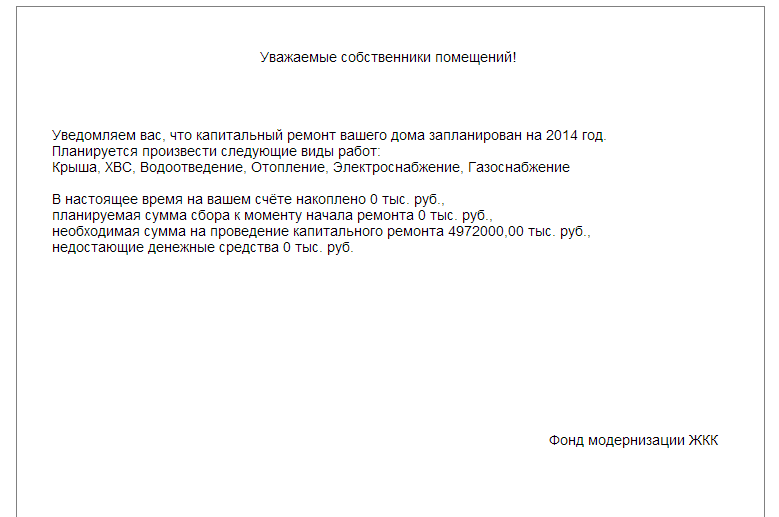 Уважаемые собственники помещений!
Уведомляем вас, что капитальный ремонт вашего дома запланирован на 2014 год.
Планируется произвести следующие виды работ:
Крыша, ХВС, Водоотведение, Отопление, Электроснабжение, Газоснабжение
В настоящее время на вашем счёте накоплено 0 тыс. руб.,
планируемая сумма сбора к моменту начала ремонта 0 тыс. руб.,
необходимая сумма на проведение капитального ремонта 4972000,00 тыс. руб.,
недостающие денежные средства 0 тыс. руб.
Фонд модернизации ЖКК